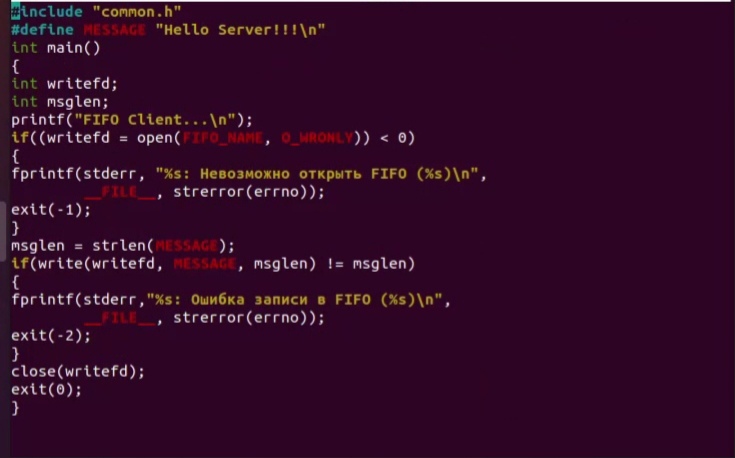 #include "common.h"
#define MESSAGE "Hello Server!!!\n"
int main()
{
int writefd;
int msglen;
printf("FIFO Client...\n");
if((writefd = open(FIFO_NAME, O_WRONLY)) < 0)
{
fprintf(stderr, "%s: Невозможно открыть FIFO (%s)\n",
        __FILE__, strerror(errno));
exit(-1);
}
msglen = strlen(MESSAGE);
if(write(writefd, MESSAGE, msglen) != msglen)
{
fprintf(stderr,"%s: Ошибка записи в FIFO (%s)\n",
        __FILE__, strerror(errno));
exit(-2);
}
close(writefd);
exit(0);
}